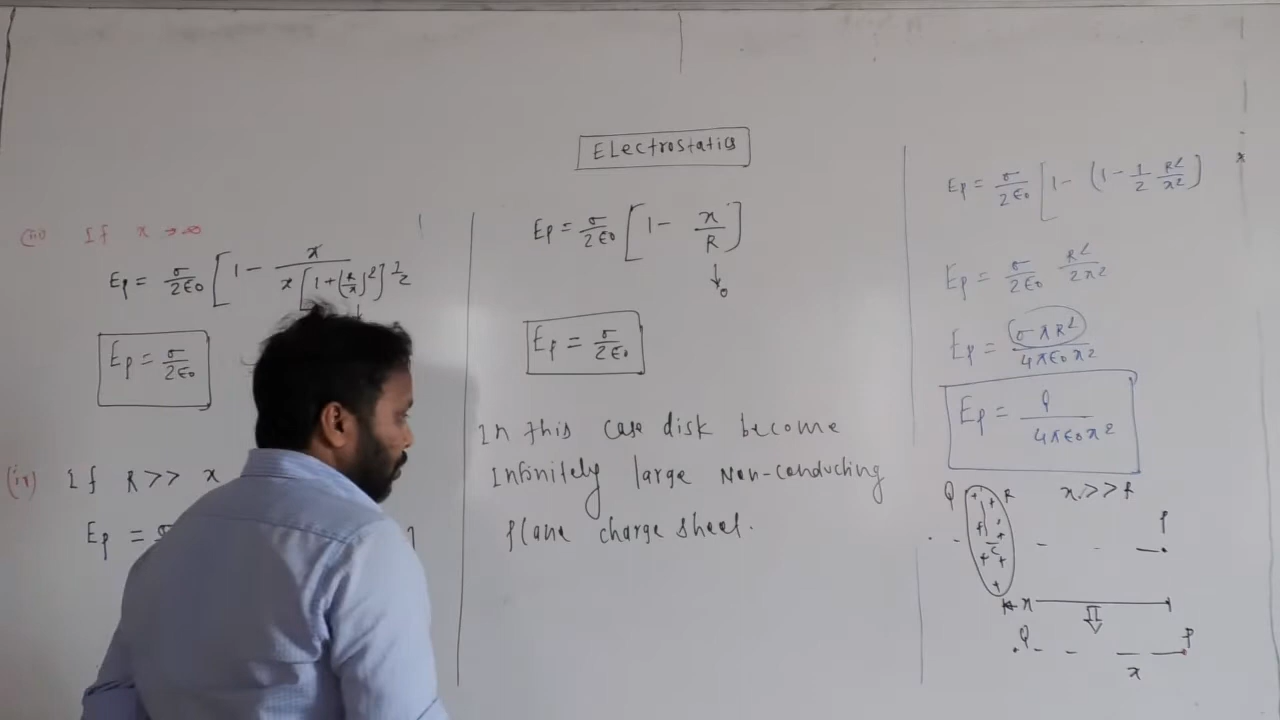 Electrostatics
(iii) If x → ∞
Ep = σ/2ε₀ [1 - x/x[1+(R/x)²]^1/2
Ep = σ/2ε₀
(iv) If R >> x
Ep =
Ep = σ/2ε₀ [1 - x/R]
↓
0
Ep = σ/2ε₀
In this case disk become
Infinitely large Non-conducting
plane charge sheet.
Ep = σ/2ε₀ [1 - (1 - 1/2 R²/x²)
Ep = σ/2ε₀ R²/2x²
Ep = σπR²/4πε₀x²
Ep = Q/4πε₀x²
Q R x>>R
P
x
Q P
x